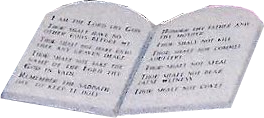 I AM THE LORD THY GOD
THOU SHALT HAVE NO
OTHER GODS BEFORE ME
THOU SHALT NOT MAKE UNTO
THEE ANY GRAVEN IMAGE
THOU SHALT NOT TAKE THE
NAME OF THE LORD THY
GOD IN VAIN
REMEMBER THE SABBATH
DAY, TO KEEP IT HOLY
HONOUR THY FATHER AND
THY MOTHER
THOU SHALT NOT KILL
THOU SHALT NOT COMMIT
ADULTERY
THOU SHALT NOT STEAL
THOU SHALT NOT BEAR
FALSE WITNESS
THOU SHALT NOT COVET